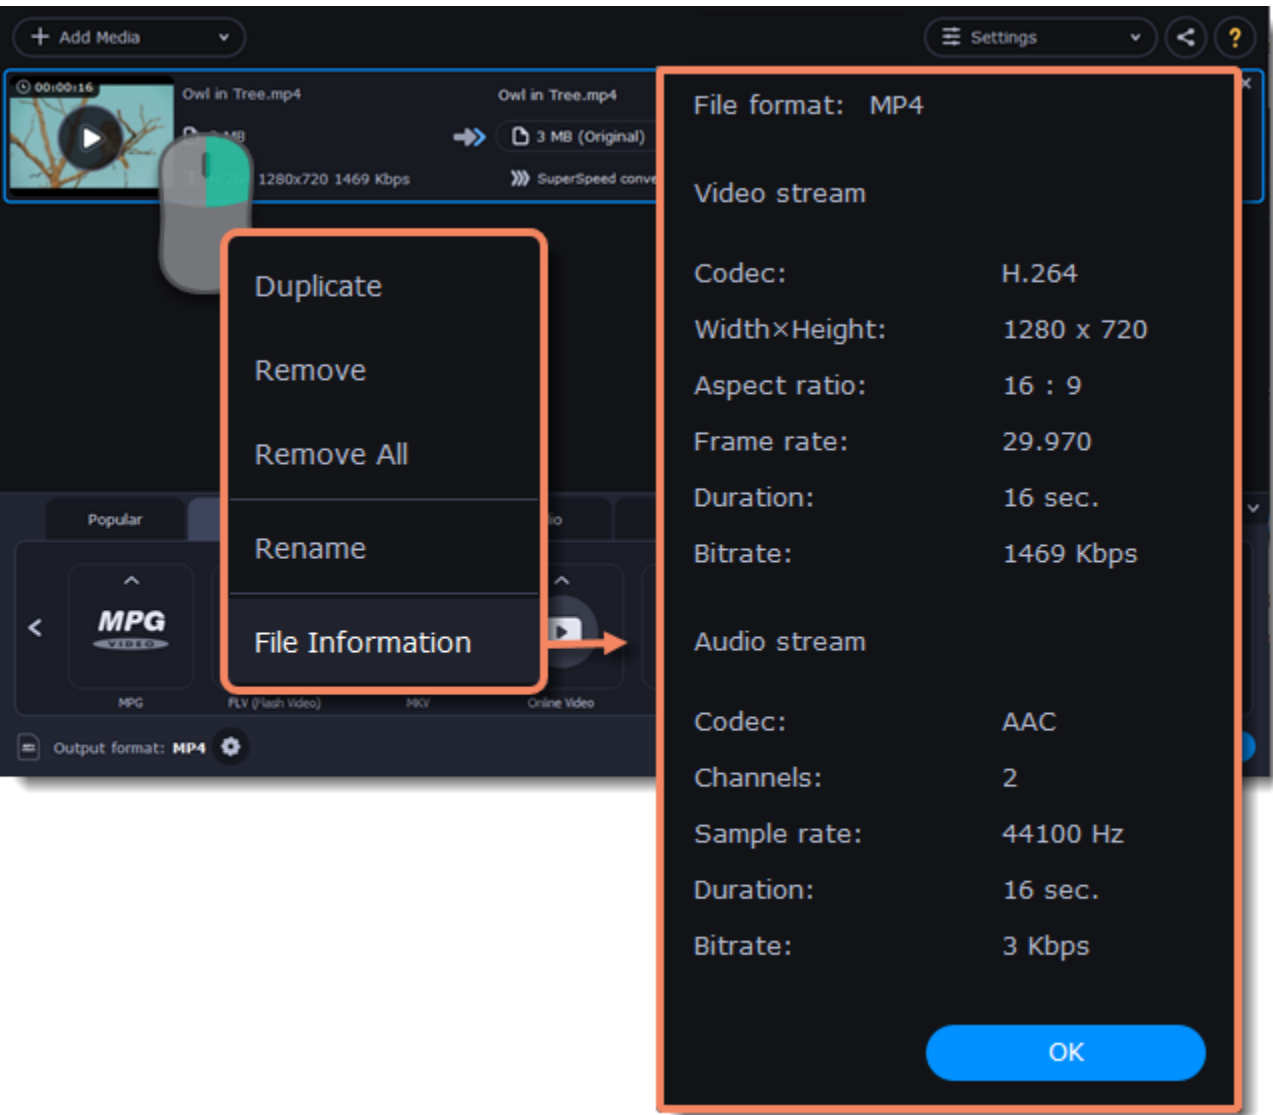 Add Media
Settings
?
00:00:16
Owl in Tree.mp4
Owl in Tree.mp4
MB
3 MB (Original)
1280x720 1469 Kbps
SuperSpeed conve
Duplicate
Remove
Remove All
Rename
File Information
File format: MP4
Video stream
Codec: H.264
Width×Height: 1280 x 720
Aspect ratio: 16 : 9
Frame rate: 29.970
Duration: 16 sec.
Bitrate: 1469 Kbps
Audio stream
Codec: AAC
Channels: 2
Sample rate: 44100 Hz
Duration: 16 sec.
Bitrate: 3 Kbps
OK
Popular
io
MPG
VIDEO
MPG
FLV (Flash Video)
MKV
Online Video
Output format: MP4